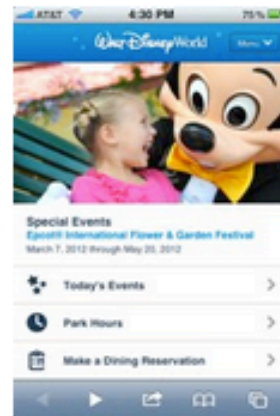 AT&T 4:30 PM 75%
Walt Disney World Menu
Special Events
Epcot® International Flower & Garden Festival
March 7, 2012 through May 20, 2012
Today's Events
Park Hours
Make a Dining Reservation